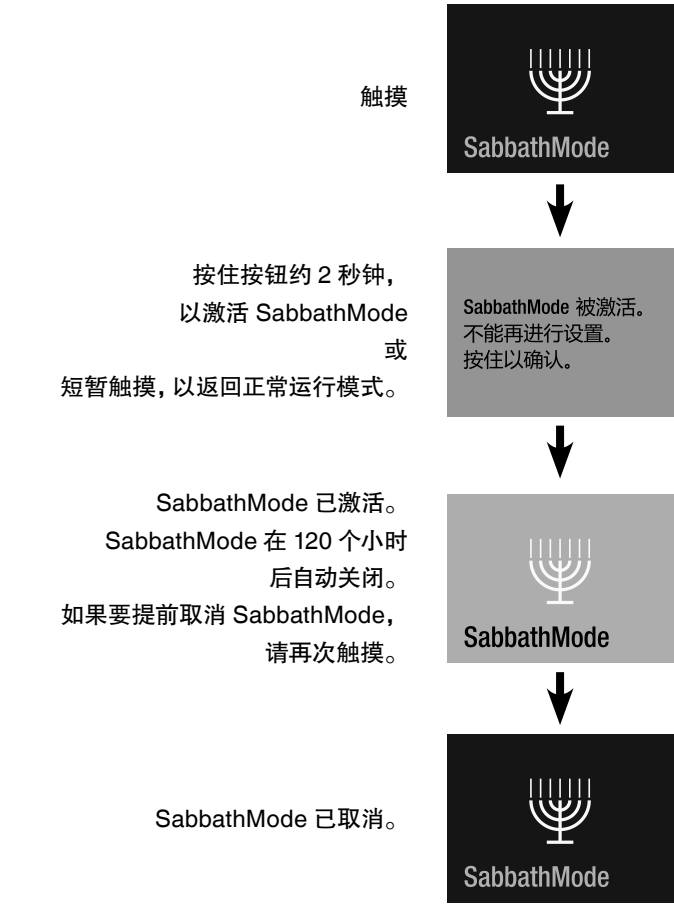 触摸
SabbathMode
按住按钮约 2 秒钟，
以激活 SabbathMode
或
短暂触摸，以返回正常运行模式。
SabbathMode 被激活。
不能再进行设置。
按住以确认。
SabbathMode 已激活。
SabbathMode 在 120 个小时
后自动关闭。
如果要提前取消 SabbathMode，
请再次触摸。
SabbathMode
SabbathMode 已取消。
SabbathMode